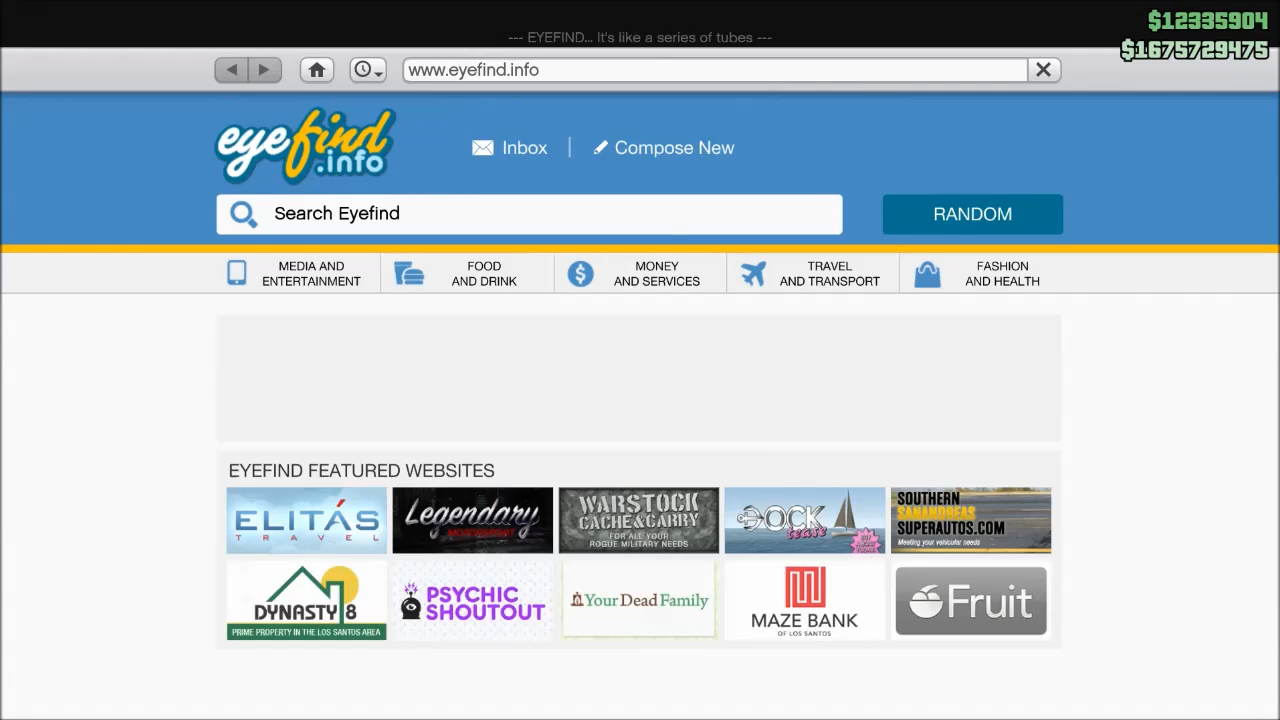 $12335904
--- EYEFIND... It's like a series of tubes ---
$1675729475
www.eyefind.info
eyefind
.info
Inbox
Compose New
Search Eyefind
RANDOM
MEDIA AND
ENTERTAINMENT
FOOD
AND DRINK
MONEY
AND SERVICES
TRAVEL
AND TRANSPORT
FASHION
AND HEALTH
EYEFIND FEATURED WEBSITES
ELITÁS
TRAVEL
Legendary
MOTORSPORT
WARSTOCK
CACHE&CARRY
FOR ALL YOUR
ROGUE MILITARY NEEDS
DOCK
tease
SOUTHERN
SANANDREAS
SUPERAUTOS.COM
Meeting your vehicular needs
DYNASTY 8
PRIME PROPERTY IN THE LOS SANTOS AREA
PSYCHIC
SHOUTOUT
Your Dead Family
MAZE BANK
OF LOS SANTOS
Fruit